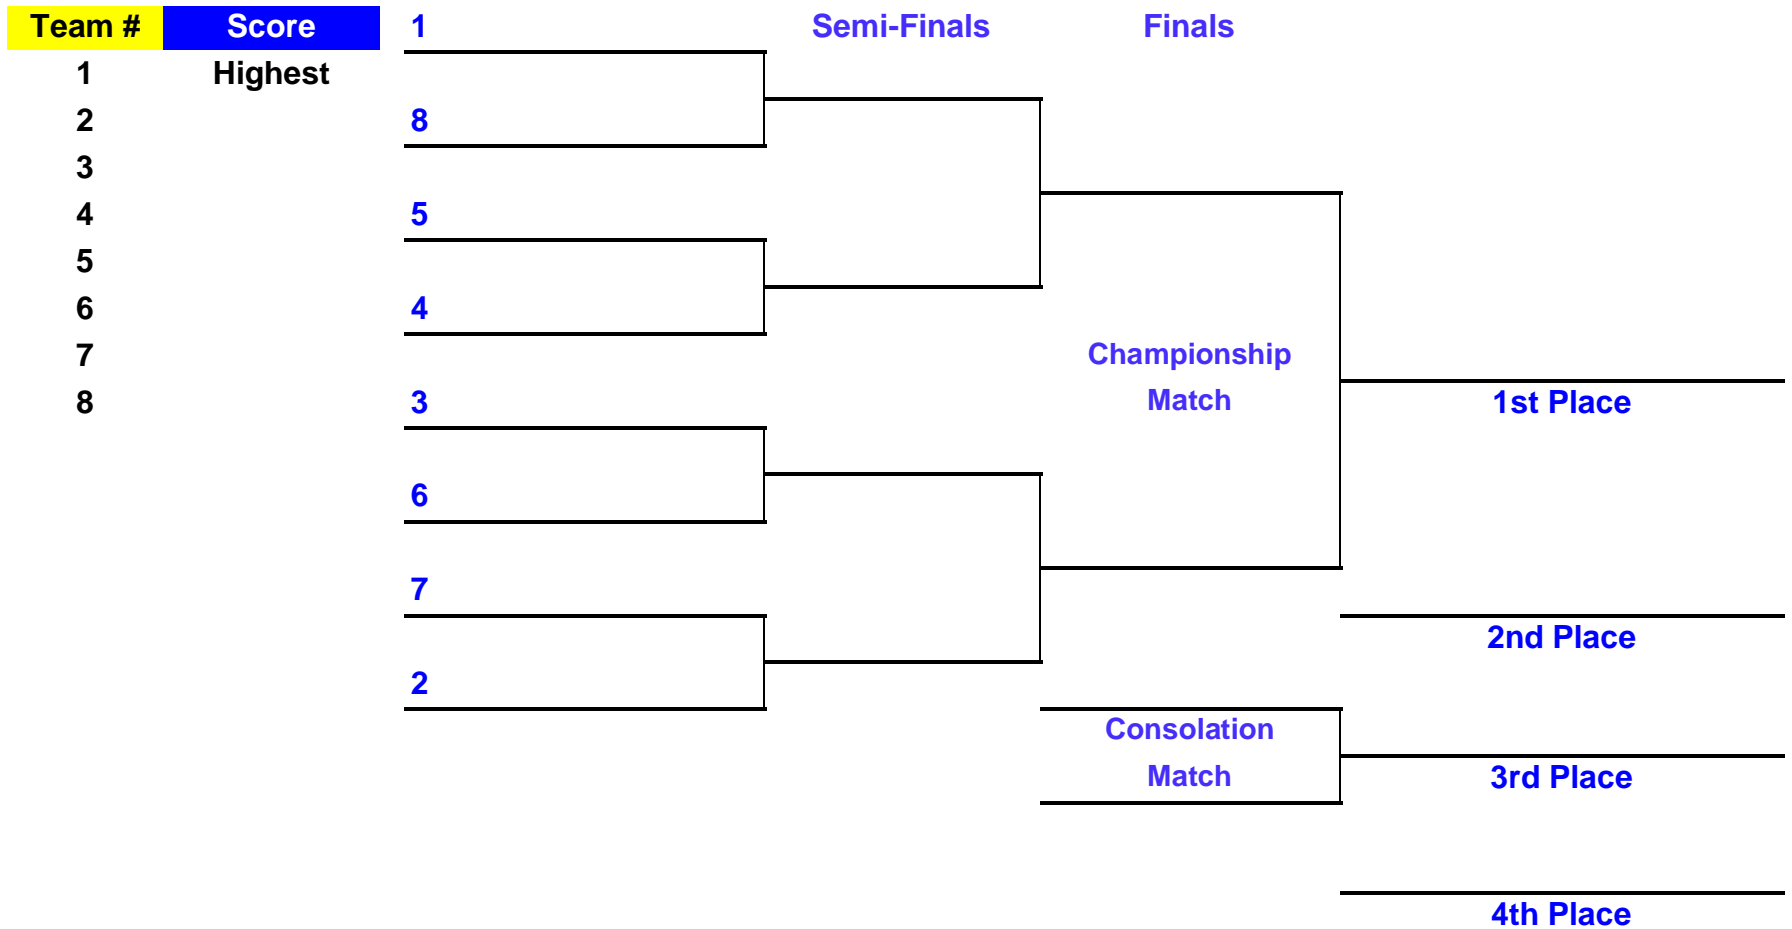 Team # Score 1 Semi-Finals Finals
1 Highest
2 8
3
4 5
5
6 4
7 Championship
8 3 Match 1st Place
6
7
2nd Place
2
Consolation
Match 3rd Place
4th Place